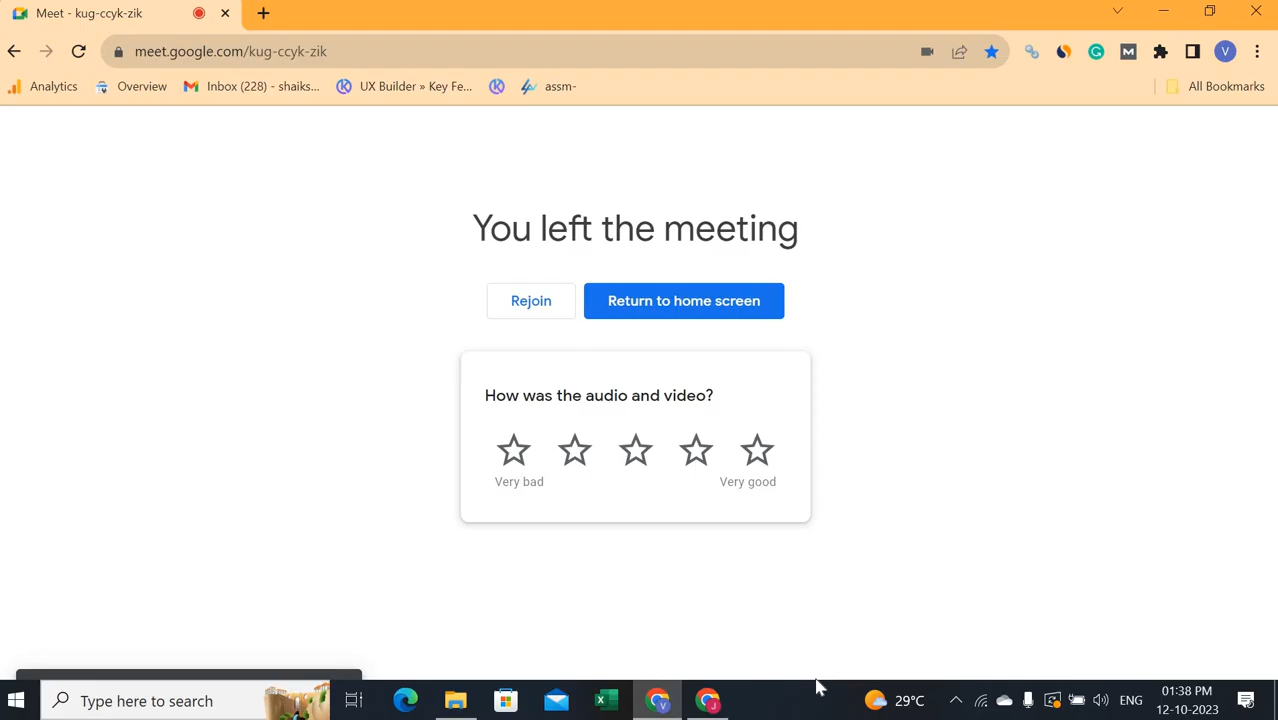 Meet - kug-ccyk-zik
meet.google.com/kug-ccyk-zik
M
V
Analytics
Overview
Inbox (228) - shaiks...
UX Builder » Key Fe...
assm-
All Bookmarks
You left the meeting
Rejoin
Return to home screen
How was the audio and video?
Very bad
Very good
Type here to search
29°C
ENG
01:38 PM
12-10-2023